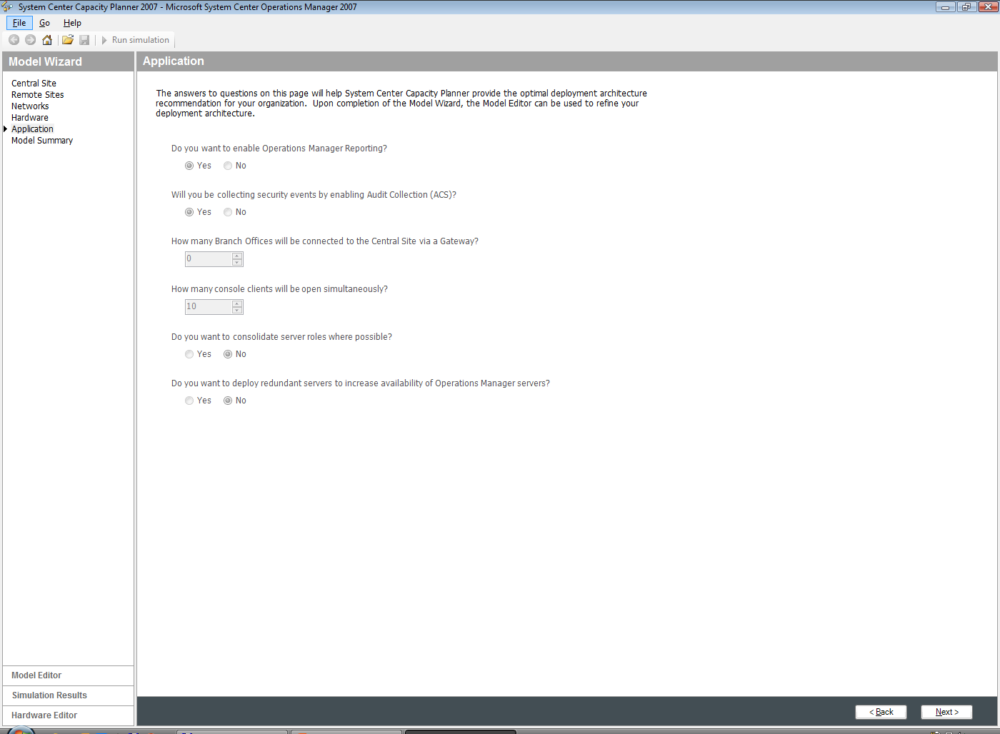 System Center Capacity Planner 2007 - Microsoft System Center Operations Manager 2007
File Go Help
Run simulation
Model Wizard
Central Site
Remote Sites
Networks
Hardware
Application
Model Summary
Application
The answers to questions on this page will help System Center Capacity Planner provide the optimal deployment architecture
recommendation for your organization.  Upon completion of the Model Wizard, the Model Editor can be used to refine your
deployment architecture.
Do you want to enable Operations Manager Reporting?
Yes No
Will you be collecting security events by enabling Audit Collection (ACS)?
Yes No
How many Branch Offices will be connected to the Central Site via a Gateway?
0
How many console clients will be open simultaneously?
10
Do you want to consolidate server roles where possible?
Yes No
Do you want to deploy redundant servers to increase availability of Operations Manager servers?
Yes No
Model Editor
Simulation Results
Hardware Editor
< Back Next >